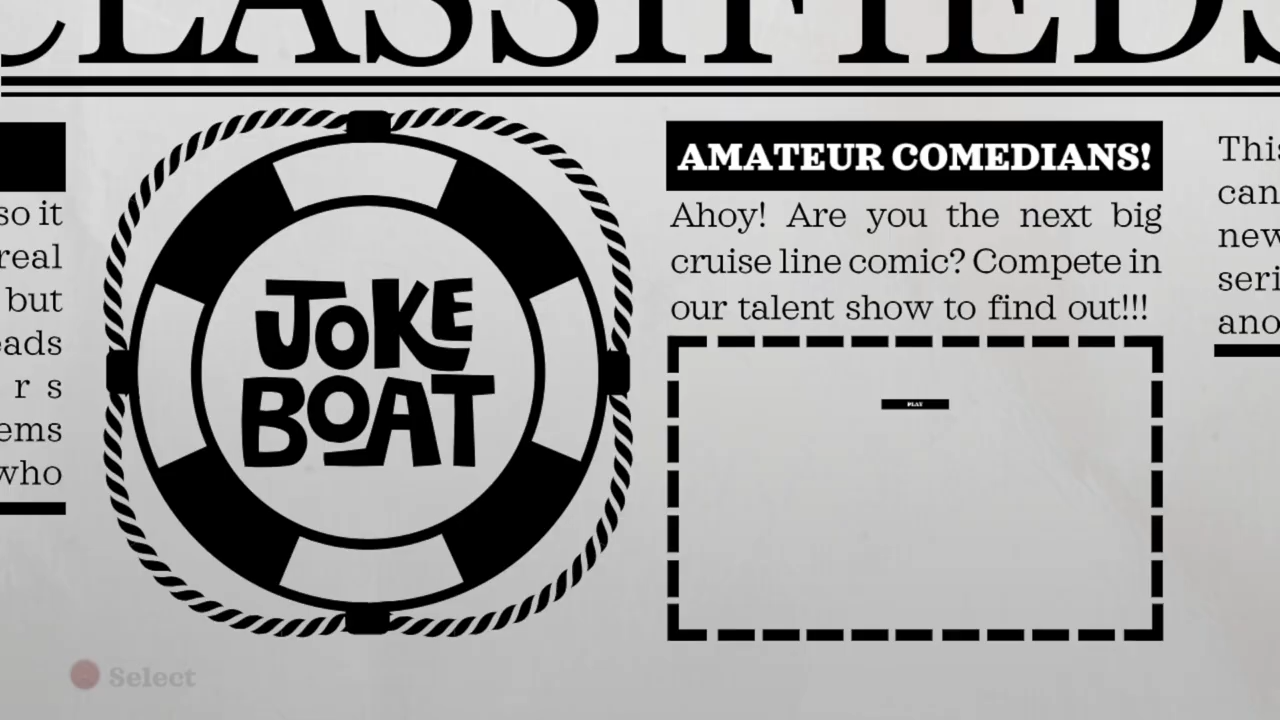 CLASSIFIEDS
so it
real
but
eads
r s
ems
who
JOKE
BOAT
AMATEUR COMEDIANS!
Ahoy! Are you the next big
cruise line comic? Compete in
our talent show to find out!!!
PLAY
This
can
new
seri
ano
Select